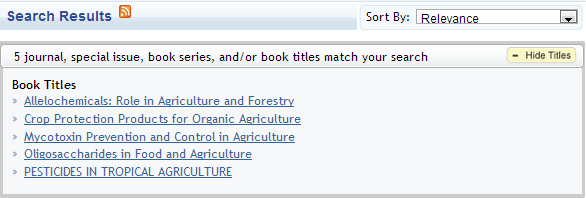 Search Results
Sort By: Relevance
5 journal, special issue, book series, and/or book titles match your search
− Hide Titles
Book Titles
» Allelochemicals: Role in Agriculture and Forestry
» Crop Protection Products for Organic Agriculture
» Mycotoxin Prevention and Control in Agriculture
» Oligosaccharides in Food and Agriculture
» PESTICIDES IN TROPICAL AGRICULTURE